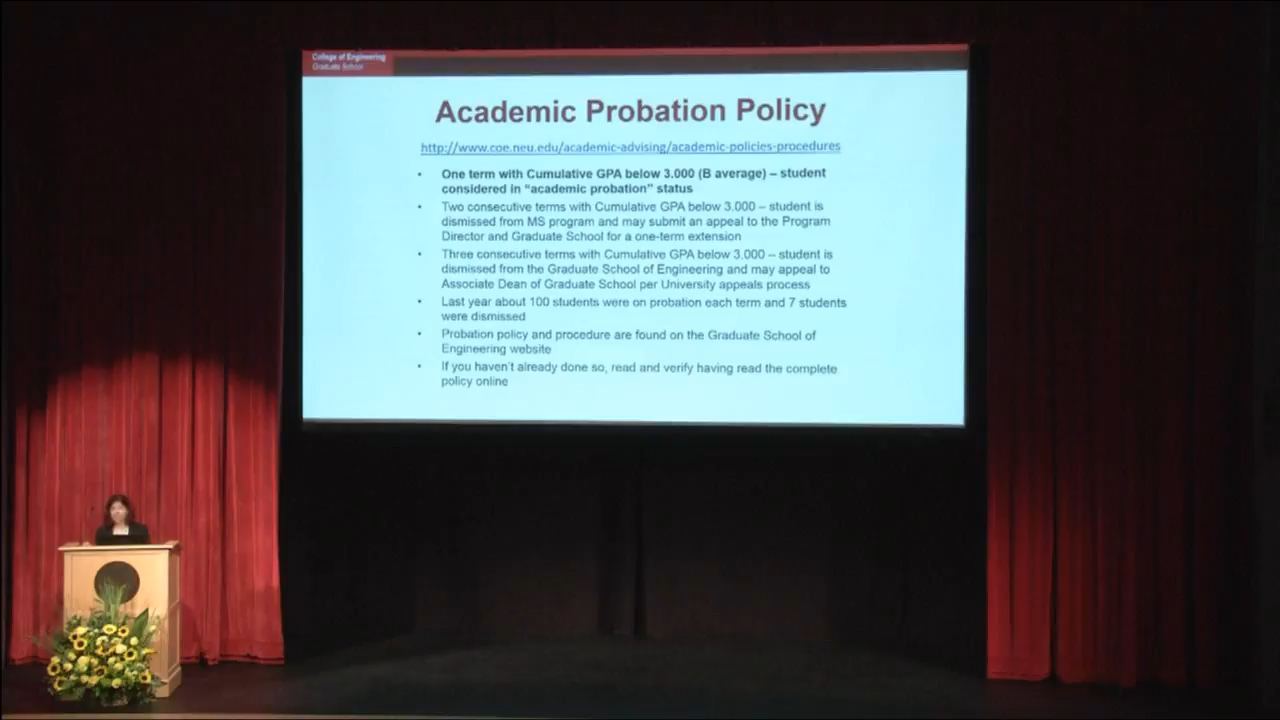 College of Engineering
Graduate School
Academic Probation Policy
http://www.coe.neu.edu/academic-advising/academic-policies-procedures
• One term with Cumulative GPA below 3.000 (B average) – student
considered in “academic probation” status
• Two consecutive terms with Cumulative GPA below 3.000 – student is
dismissed from MS program and may submit an appeal to the Program
Director and Graduate School for a one-term extension
• Three consecutive terms with Cumulative GPA below 3.000 – student is
dismissed from the Graduate School of Engineering and may appeal to
Associate Dean of Graduate School per University appeals process
• Last year about 100 students were on probation each term and 7 students
were dismissed
• Probation policy and procedure are found on the Graduate School of
Engineering website
• If you haven't already done so, read and verify having read the complete
policy online